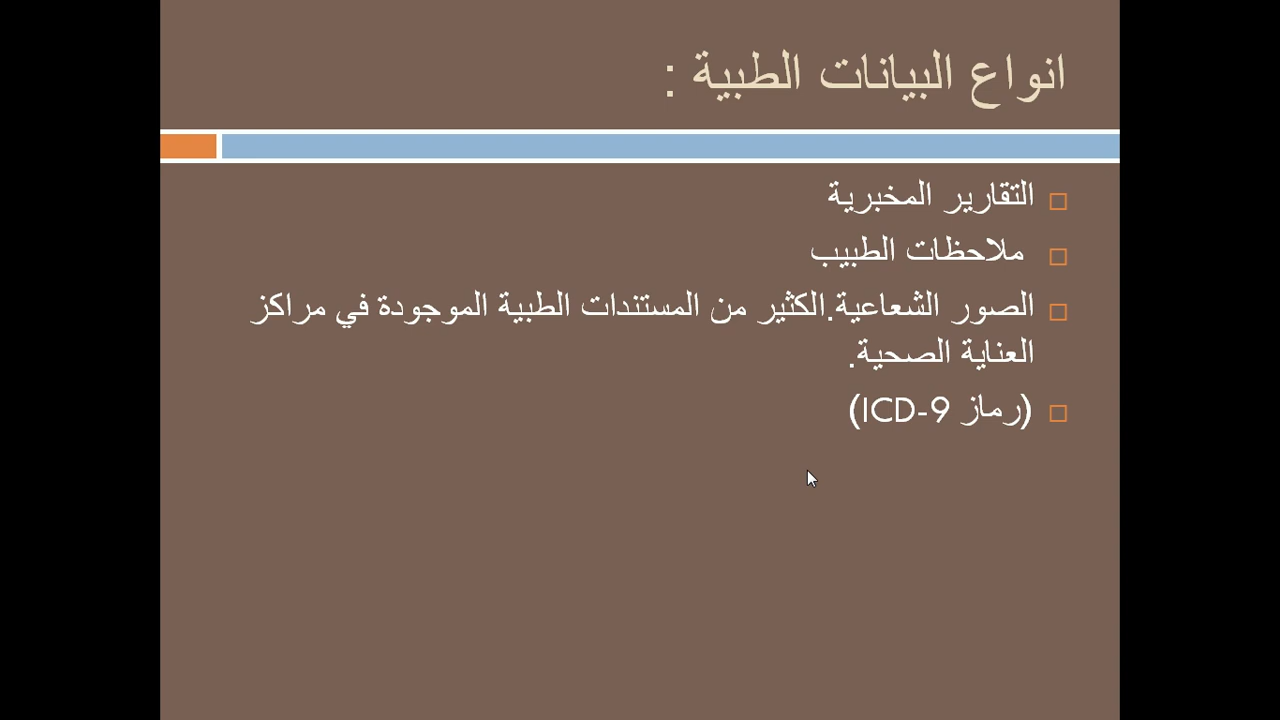 انواع البيانات الطبية :
التقارير المخبرية
ملاحظات الطبيب
الصور الشعاعية.الكثير من المستندات الطبية الموجودة في مراكز
العناية الصحية.
(رماز ICD-9)